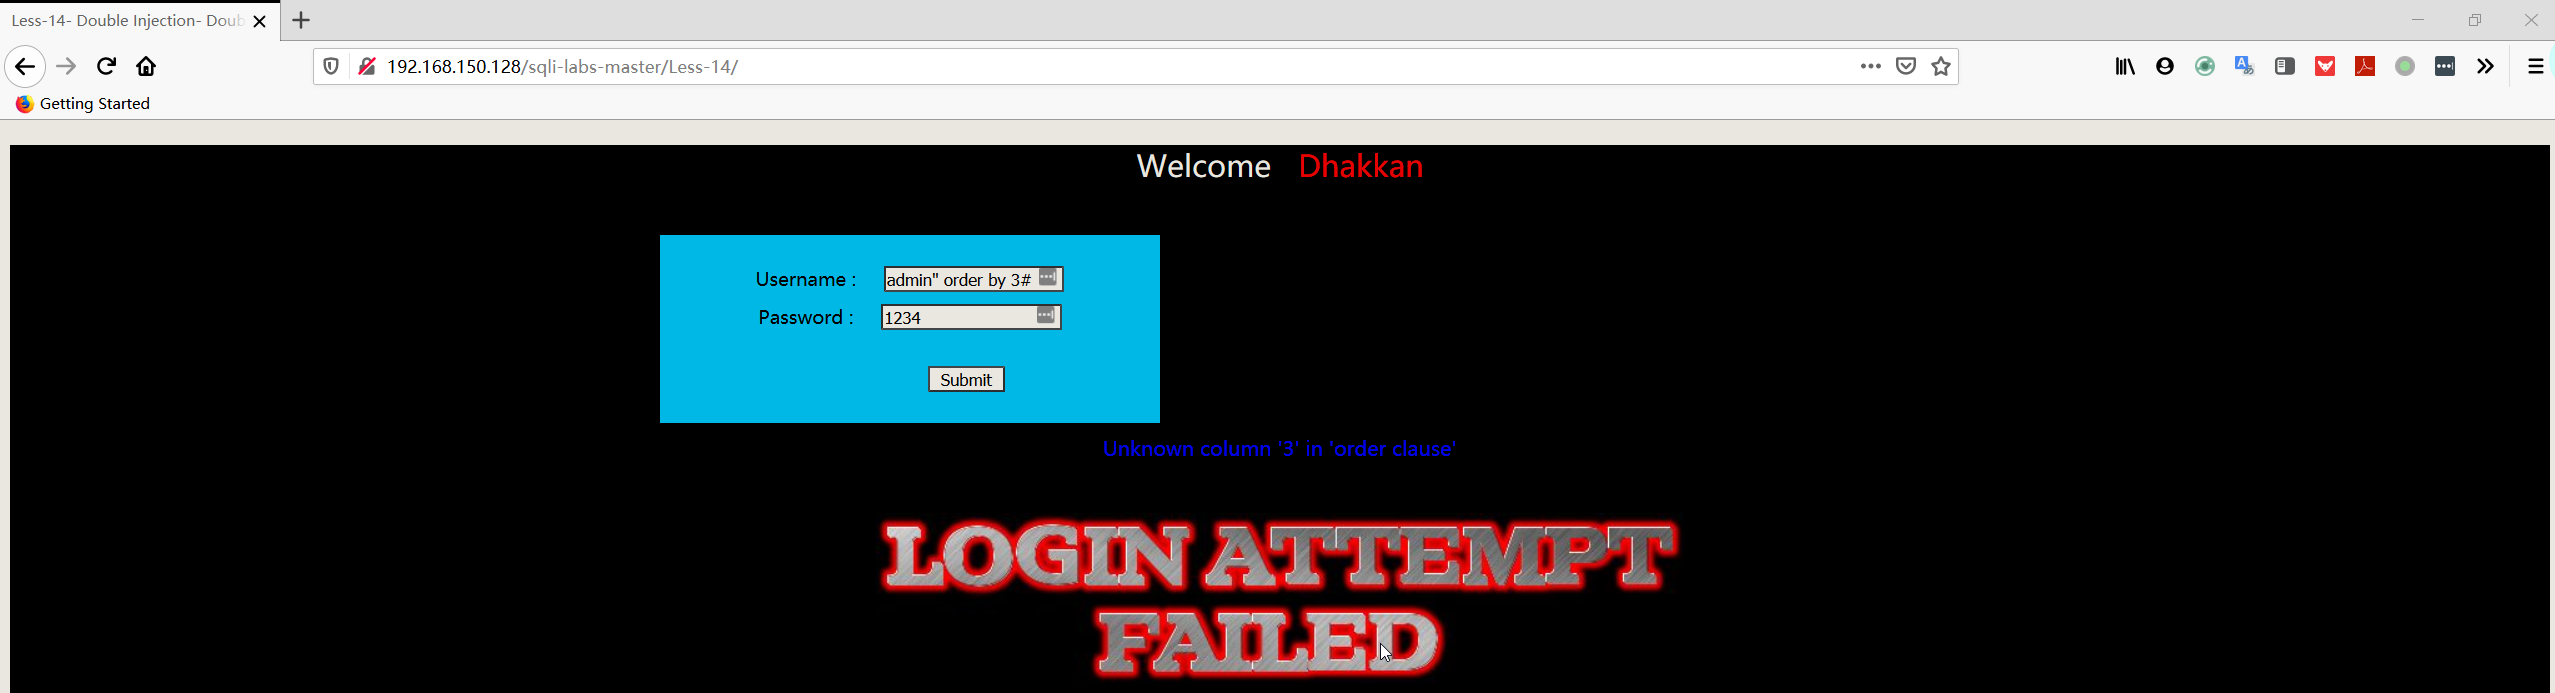 Less-14- Double Injection- Doub
192.168.150.128/sqli-labs-master/Less-14/
Getting Started
Welcome Dhakkan
Username : admin" order by 3#
Password : 1234
Submit
Unknown column '3' in 'order clause'
LOGIN ATTEMPT
FAILED